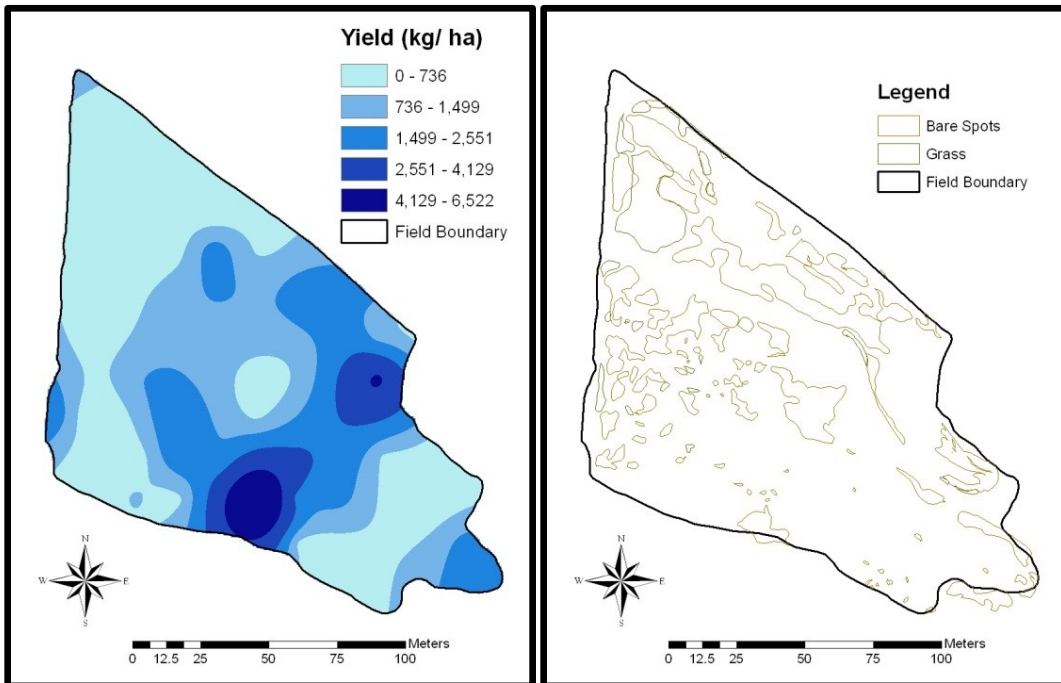 Yield (kg/ ha)
0 - 736
736 - 1,499
1,499 - 2,551
2,551 - 4,129
4,129 - 6,522
Field Boundary
N
W E
S
Meters
0 12.5 25 50 75 100
Legend
Bare Spots
Grass
Field Boundary
N
W E
S
Meters
0 12.5 25 50 75 100